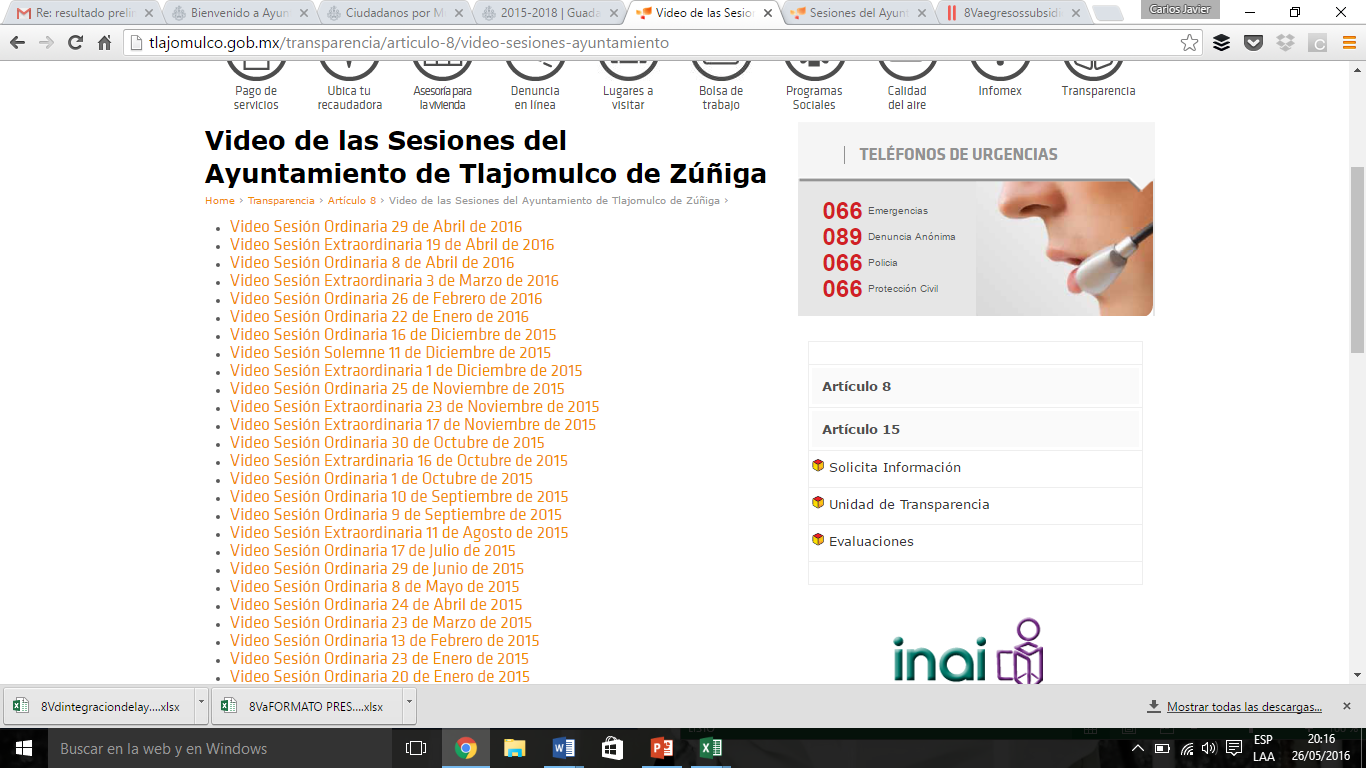 Re: resultado prelin
Bienvenido a Ayun
Ciudadanos por M
2015-2018 | Guada
Video de las Sesion
Sesiones del Ayunt
8Vaegresossubsidi
Carlos Javier
tlajomulco.gob.mx/transparencia/articulo-8/video-sesiones-ayuntamiento
Pago de servicios
Ubica tu recaudadora
Asesoría para la vivienda
Denuncia en línea
Lugares a visitar
Bolsa de trabajo
Programas Sociales
Calidad del aire
Infomex
Transparencia
Video de las Sesiones del
Ayuntamiento de Tlajomulco de Zúñiga
Home › Transparencia › Artículo 8 › Video de las Sesiones del Ayuntamiento de Tlajomulco de Zúñiga ›
Video Sesión Ordinaria 29 de Abril de 2016
Video Sesión Extraordinaria 19 de Abril de 2016
Video Sesión Ordinaria 8 de Abril de 2016
Video Sesión Extraordinaria 3 de Marzo de 2016
Video Sesión Ordinaria 26 de Febrero de 2016
Video Sesión Ordinaria 22 de Enero de 2016
Video Sesión Ordinaria 16 de Diciembre de 2015
Video Sesión Solemne 11 de Diciembre de 2015
Video Sesión Extraordinaria 1 de Diciembre de 2015
Video Sesión Ordinaria 25 de Noviembre de 2015
Video Sesión Extraordinaria 23 de Noviembre de 2015
Video Sesión Extraordinaria 17 de Noviembre de 2015
Video Sesión Ordinaria 30 de Octubre de 2015
Video Sesión Extrardinaria 16 de Octubre de 2015
Video Sesión Ordinaria 1 de Octubre de 2015
Video Sesión Ordinaria 10 de Septiembre de 2015
Video Sesión Ordinaria 9 de Septiembre de 2015
Video Sesión Extraordinaria 11 de Agosto de 2015
Video Sesión Ordinaria 17 de Julio de 2015
Video Sesión Ordinaria 29 de Junio de 2015
Video Sesión Ordinaria 8 de Mayo de 2015
Video Sesión Ordinaria 24 de Abril de 2015
Video Sesión Ordinaria 23 de Marzo de 2015
Video Sesión Ordinaria 13 de Febrero de 2015
Video Sesión Ordinaria 23 de Enero de 2015
Video Sesión Ordinaria 20 de Enero de 2015
TELÉFONOS DE URGENCIAS
066 Emergencias
089 Denuncia Anónima
066 Policia
066 Protección Civil
Artículo 8
Artículo 15
Solicita Información
Unidad de Transparencia
Evaluaciones
inai
8Vdintegraciondelay....xlsx
8VaFORMATO PRES....xlsx
Mostrar todas las descargas...
Buscar en la web y en Windows
ESP
LAA
20:16
26/05/2016